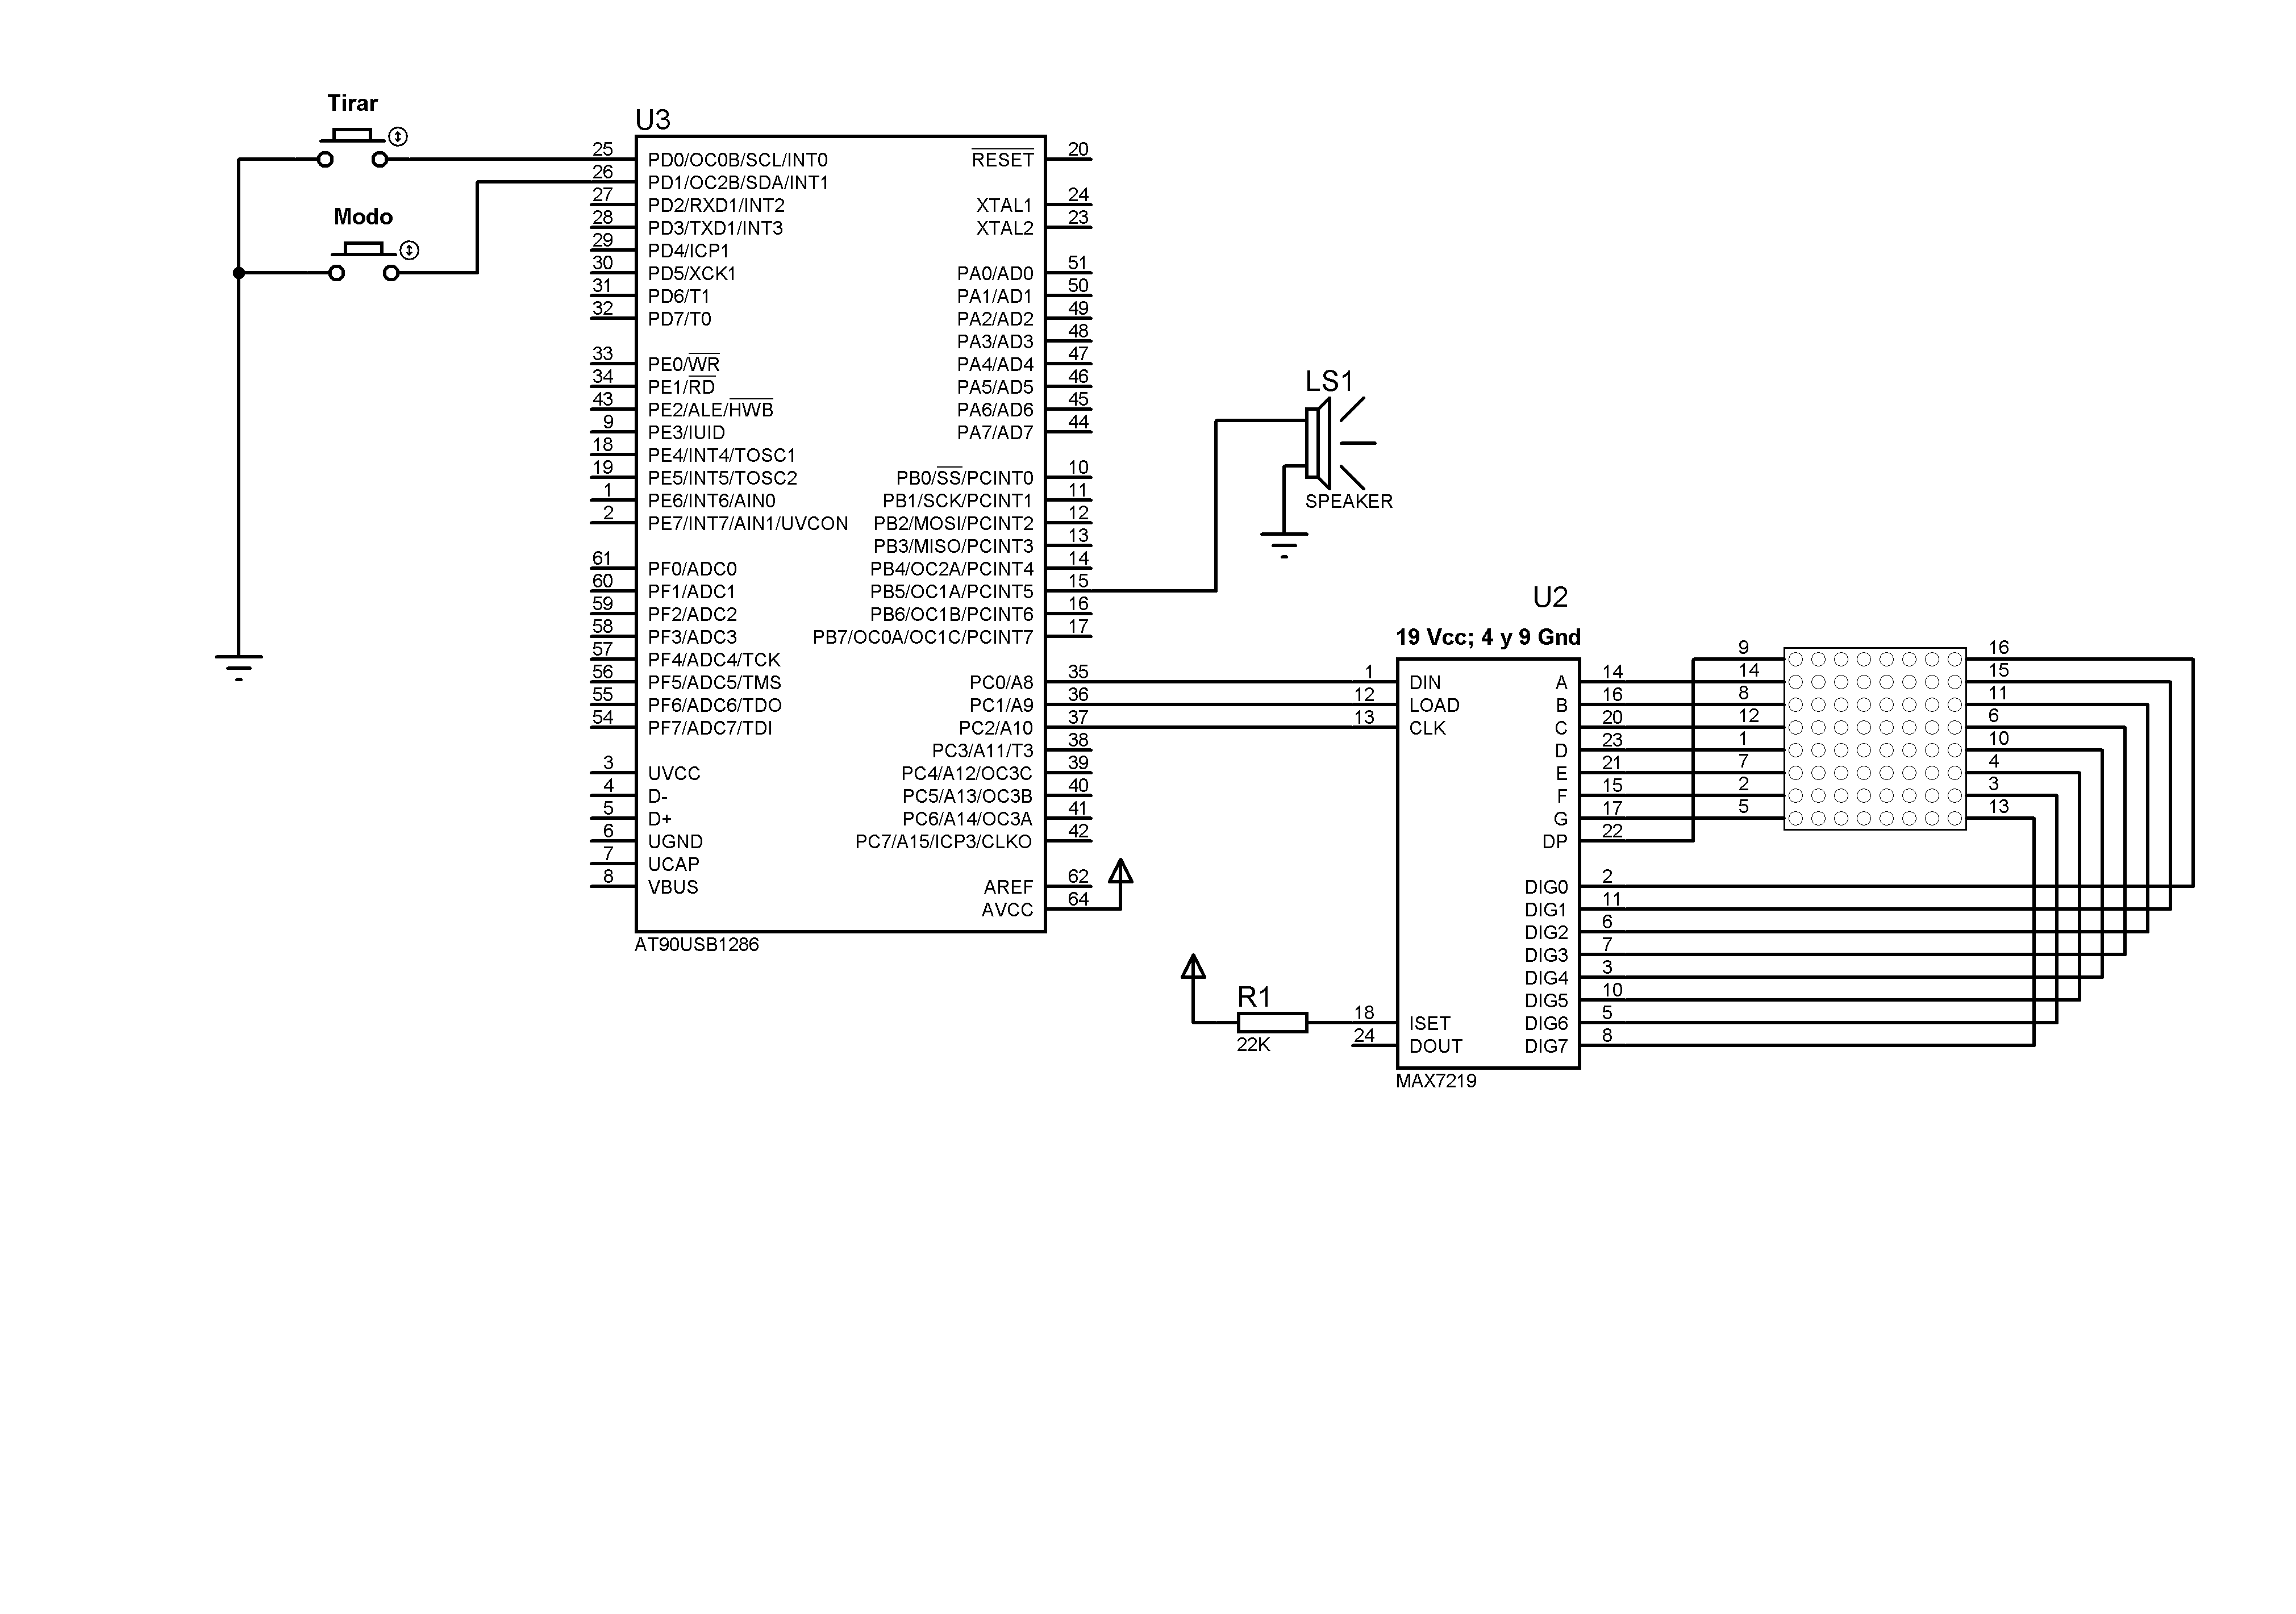 Tirar
Modo
U3
25 PD0/OC0B/SCL/INT0
26 PD1/OC2B/SDA/INT1
27 PD2/RXD1/INT2
28 PD3/TXD1/INT3
29 PD4/ICP1
30 PD5/XCK1
31 PD6/T1
32 PD7/T0
33 PE0/WR
34 PE1/RD
43 PE2/ALE/HWB
9 PE3/IUID
18 PE4/INT4/TOSC1
19 PE5/INT5/TOSC2
1 PE6/INT6/AIN0
2 PE7/INT7/AIN1/UVCON
61 PF0/ADC0
60 PF1/ADC1
59 PF2/ADC2
58 PF3/ADC3
57 PF4/ADC4/TCK
56 PF5/ADC5/TMS
55 PF6/ADC6/TDO
54 PF7/ADC7/TDI
3 UVCC
4 D-
5 D+
6 UGND
7 UCAP
8 VBUS
RESET 20
XTAL1 24
XTAL2 23
PA0/AD0 51
PA1/AD1 50
PA2/AD2 49
PA3/AD3 48
PA4/AD4 47
PA5/AD5 46
PA6/AD6 45
PA7/AD7 44
PB0/SS/PCINT0 10
PB1/SCK/PCINT1 11
PB2/MOSI/PCINT2 12
PB3/MISO/PCINT3 13
PB4/OC2A/PCINT4 14
PB5/OC1A/PCINT5 15
PB6/OC1B/PCINT6 16
PB7/OC0A/OC1C/PCINT7 17
PC0/A8 35
PC1/A9 36
PC2/A10 37
PC3/A11/T3 38
PC4/A12/OC3C 39
PC5/A13/OC3B 40
PC6/A14/OC3A 41
PC7/A15/ICP3/CLKO 42
AREF 62
AVCC 64
AT90USB1286
LS1
SPEAKER
U2
19 Vcc; 4 y 9 Gnd
1 DIN
12 LOAD
13 CLK
18 ISET
24 DOUT
A 14
B 16
C 20
D 23
E 21
F 15
G 17
DP 22
DIG0 2
DIG1 11
DIG2 6
DIG3 7
DIG4 3
DIG5 10
DIG6 5
DIG7 8
MAX7219
R1
22K
9
14
8
12
1
7
2
5
16
15
11
6
10
4
3
13